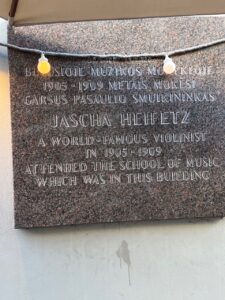 MUZIKOS MOKYKLOJE
1905-1909 METAIS MOKĖSI
GARSUS PASAULIO SMUIKININKAS
JASCHA HEIFETZ
A WORLD-FAMOUS VIOLINIST
IN 1905-1909
ATTENDED THE SCHOOL OF MUSIC
WHICH WAS IN THIS BUILDING